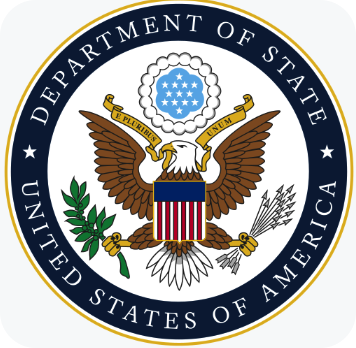 DEPARTMENT OF STATE
E PLURIBUS UNUM
UNITED STATES OF AMERICA